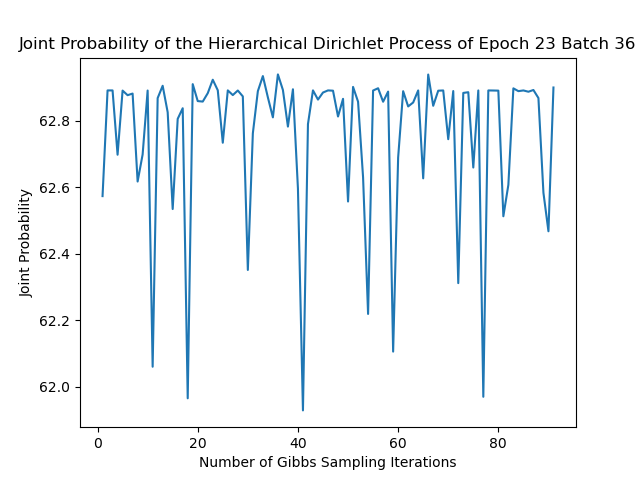 Joint Probability of the Hierarchical Dirichlet Process of Epoch 23 Batch 36
62.8
62.6
62.4
62.2
62.0
Joint Probability
0 20 40 60 80
Number of Gibbs Sampling Iterations